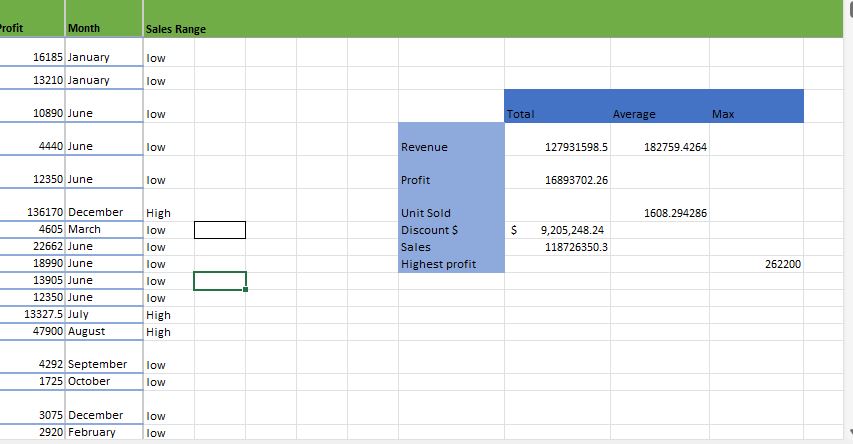 Profit Month Sales Range
16185 January low
13210 January low
10890 June low
Total Average Max
4440 June low Revenue 127931598.5 182759.4264
12350 June low Profit 16893702.26
136170 December High Unit Sold 1608.294286
4605 March low Discount $ $ 9,205,248.24
22662 June low Sales 118726350.3
18990 June low Highest profit 262200
13905 June low
12350 June low
13327.5 July High
47900 August High
4292 September low
1725 October low
3075 December low
2920 February low